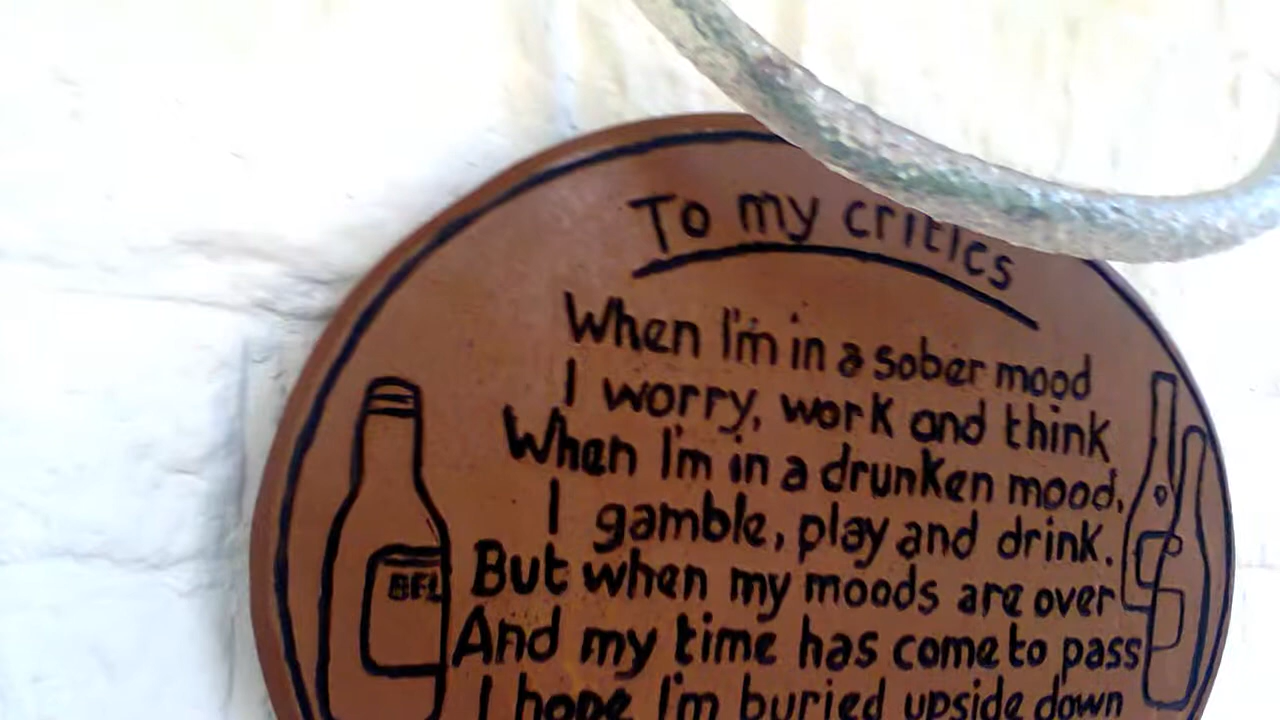 To my critics
When I'm in a sober mood
I worry, work and think
When I'm in a drunken mood,
I gamble, play and drink.
But when my moods are over
And my time has come to pass
I hope I'm buried upside down
BEL